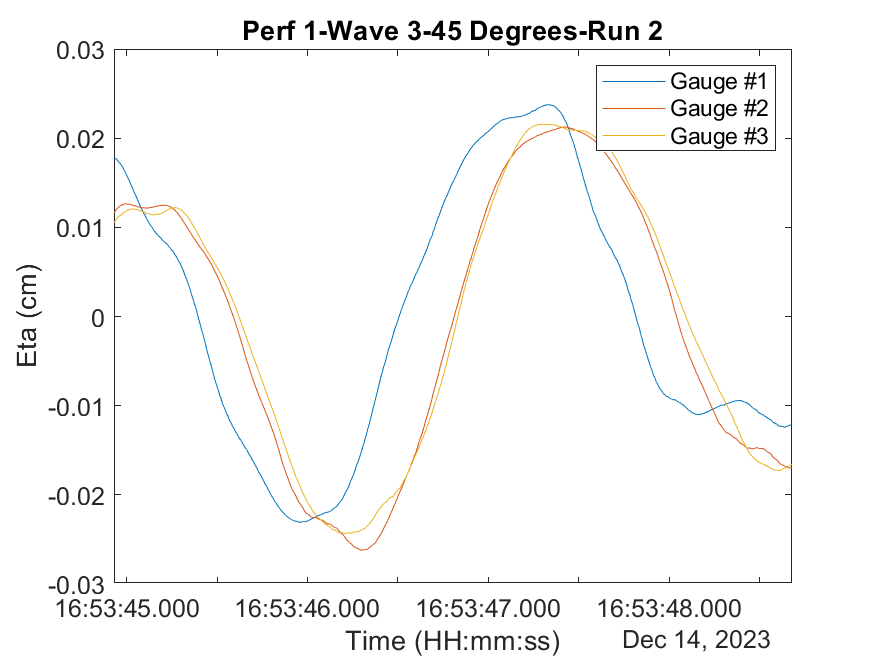 Perf 1-Wave 3-45 Degrees-Run 2
0.03
0.02
0.01
0
-0.01
-0.02
-0.03
Eta (cm)
Gauge #1
Gauge #2
Gauge #3
16:53:45.000 16:53:46.000 16:53:47.000 16:53:48.000
Time (HH:mm:ss)
Dec 14, 2023